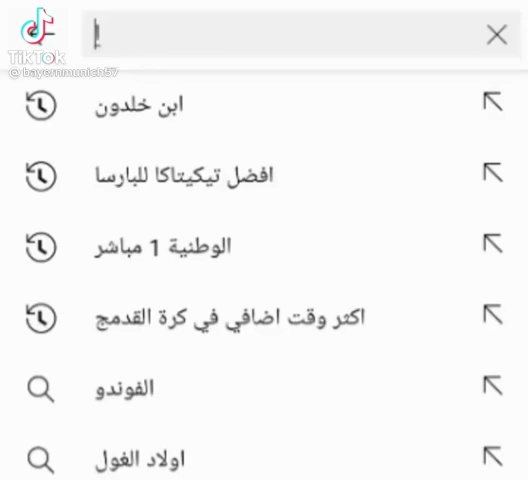 TikTok
@bayernmunich57
ا
ابن خلدون
افضل تيكيتاكا للبارسا
الوطنية 1 مباشر
اكثر وقت اضافي في كرة القدمج
الفوندو
اولاد الغول